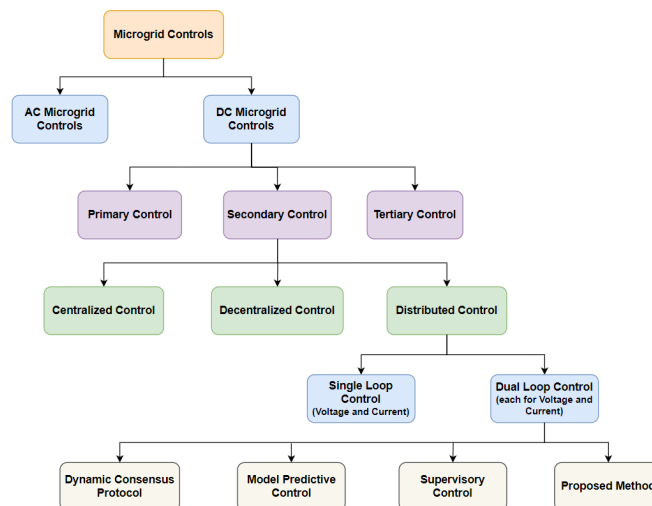 Microgrid Controls
AC Microgrid
Controls
DC Microgrid
Controls
Primary Control
Secondary Control
Tertiary Control
Centralized Control
Decentralized Control
Distributed Control
Single Loop
Control
(Voltage and Current)
Dual Loop Control
(each for Voltage and
Current)
Dynamic Consensus
Protocol
Model Predictive
Control
Supervisory
Control
Proposed Method